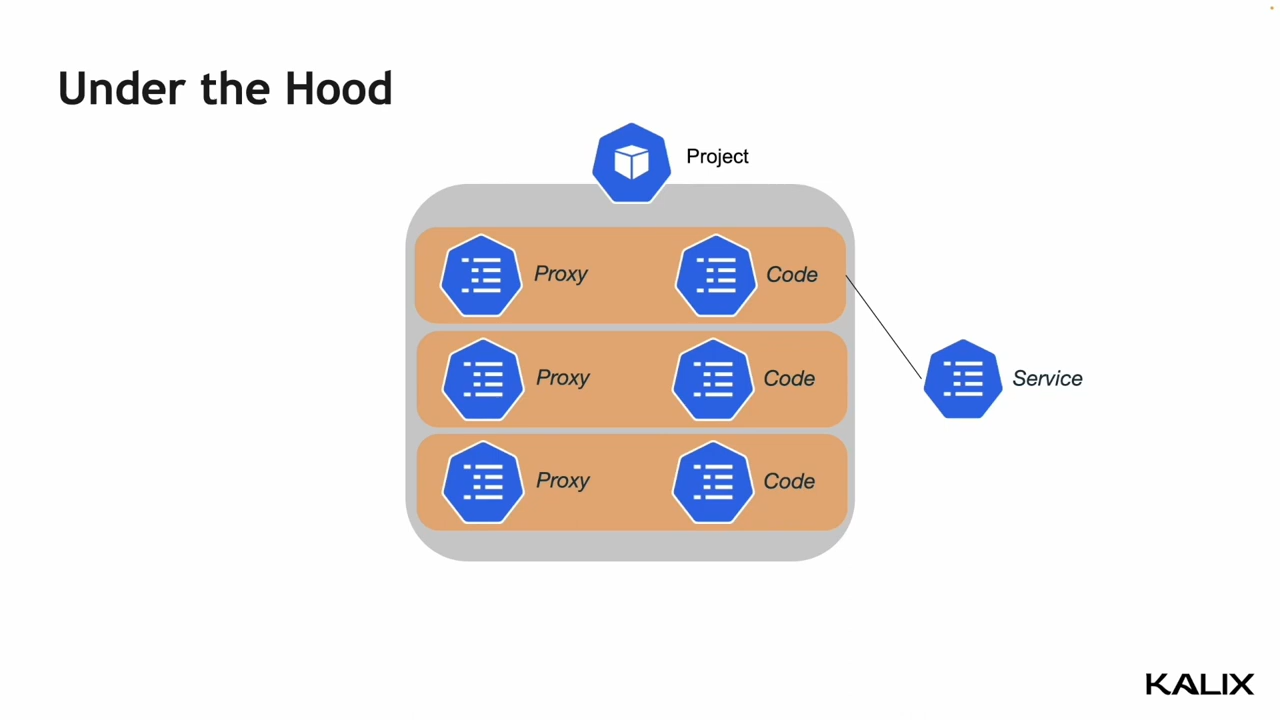 Under the Hood
Project
Proxy
Code
Proxy
Code
Service
Proxy
Code
KALIX